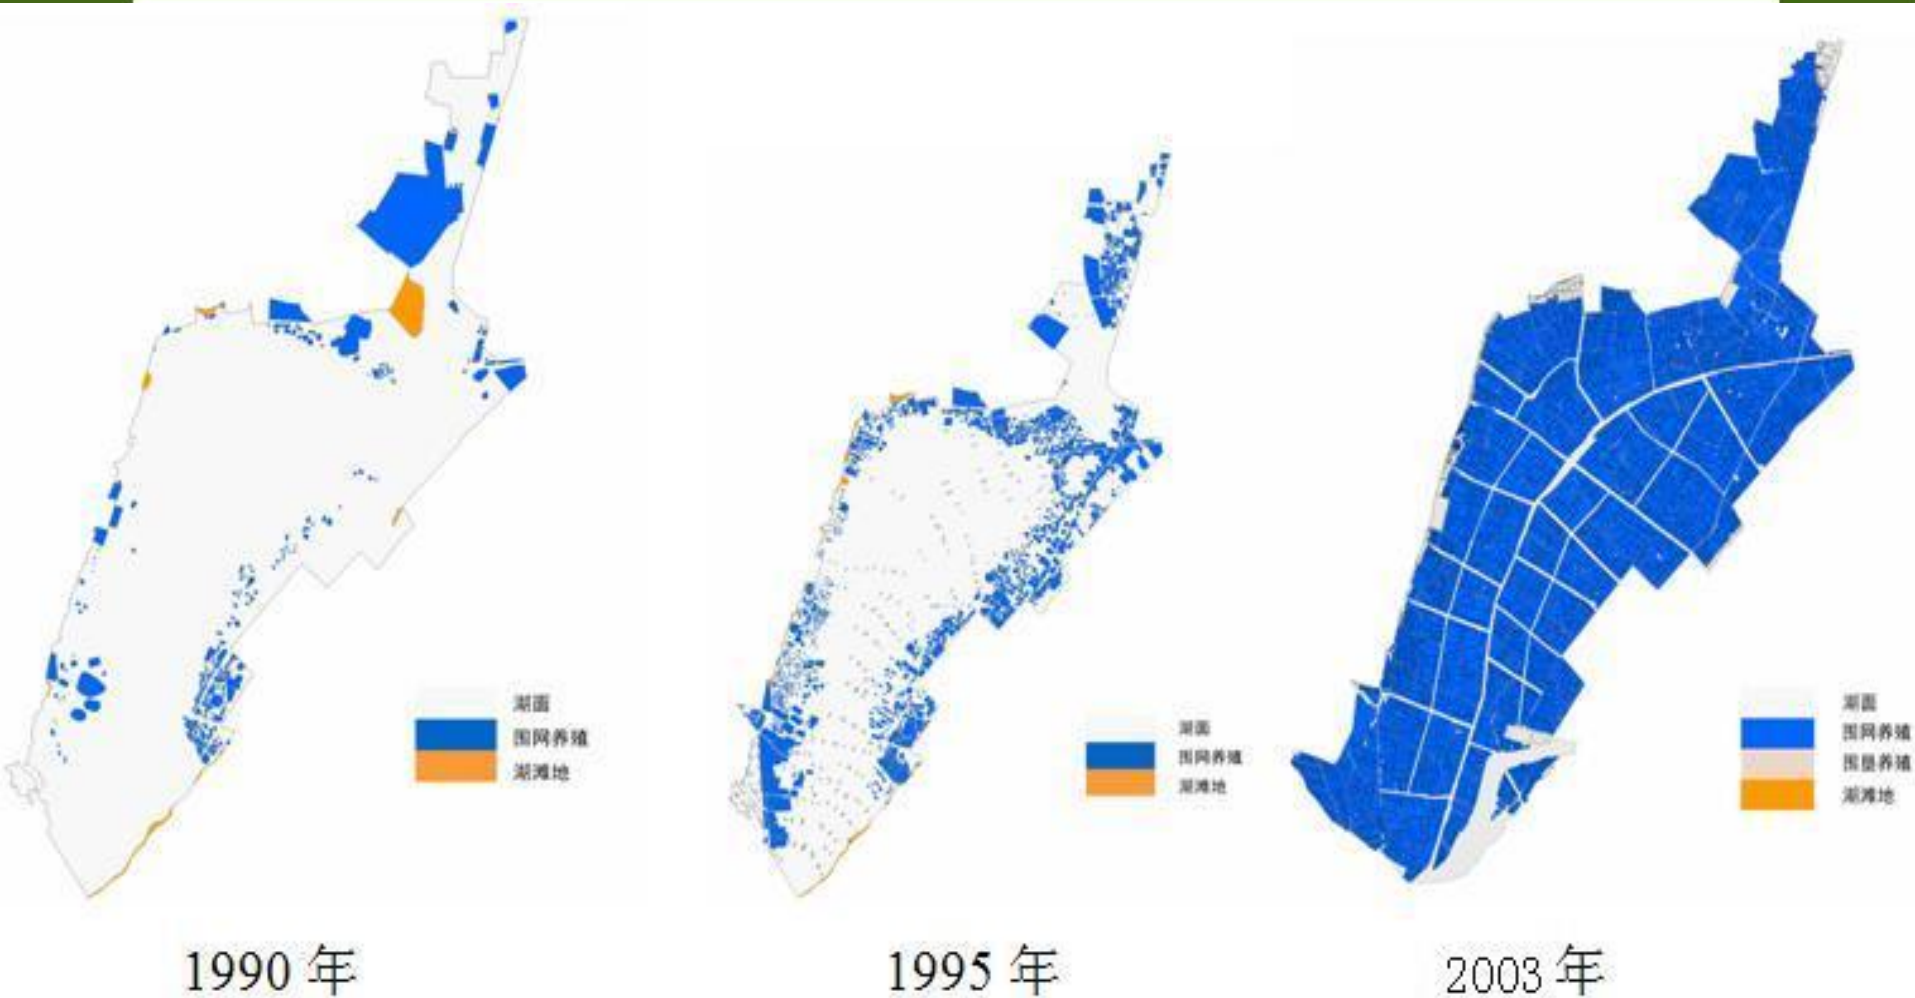 湖面
围网养殖
湖滩地
湖面
围网养殖
湖滩地
湖面
围网养殖
围垦养殖
湖滩地
1990 年
1995 年
2003 年